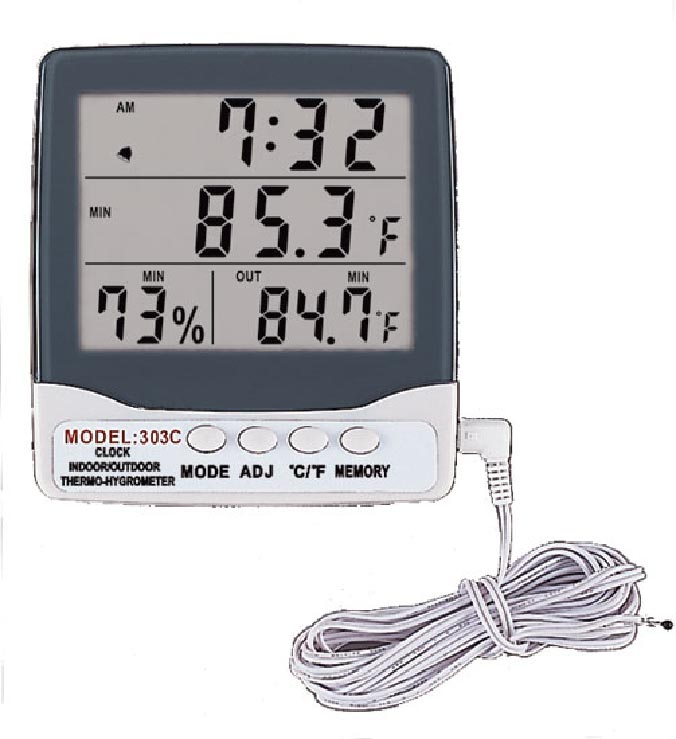 AM 7:32
MIN 85.3 °F
MIN OUT MIN
73% 84.7 °F
MODEL:303C
CLOCK
INDOOR/OUTDOOR
THERMO-HYGROMETER
MODE ADJ °C/°F MEMORY